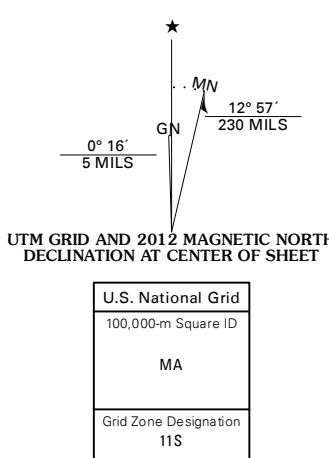 ★
MN
12° 57´
230 MILS
GN
0° 16´
5 MILS
UTM GRID AND 2012 MAGNETIC NORTH
DECLINATION AT CENTER OF SHEET
U.S. National Grid
100,000-m Square ID
MA
Grid Zone Designation
11S